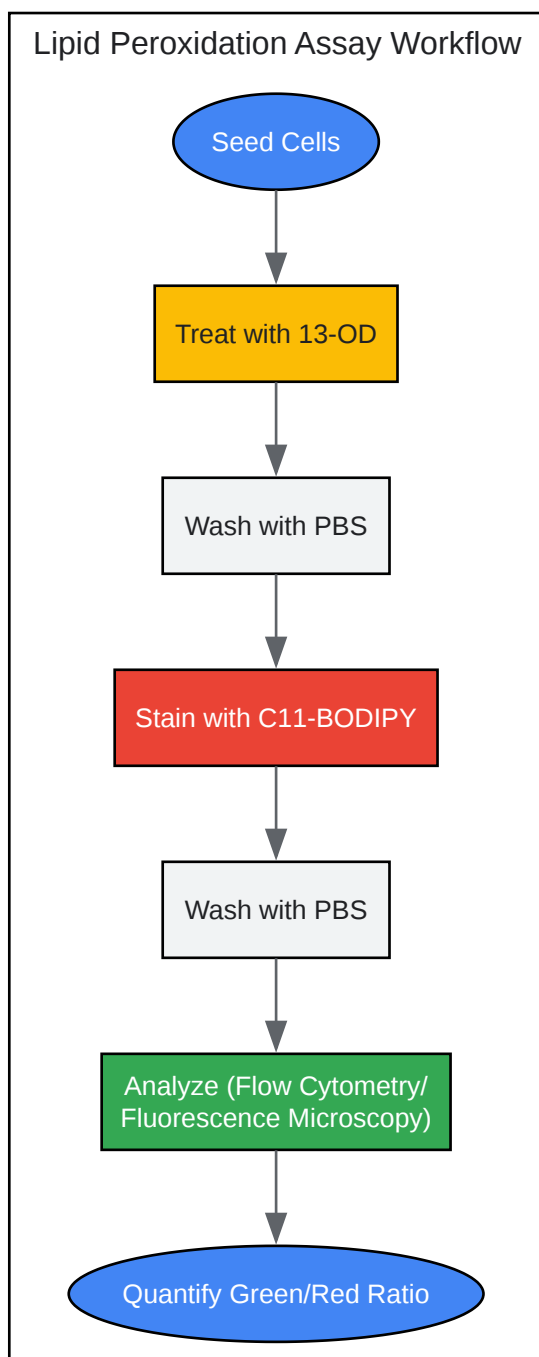 Lipid Peroxidation Assay Workflow
Seed Cells
Treat with 13-OD
Wash with PBS
Stain with C11-BODIPY
Wash with PBS
Analyze (Flow Cytometry/
Fluorescence Microscopy)
Quantify Green/Red Ratio